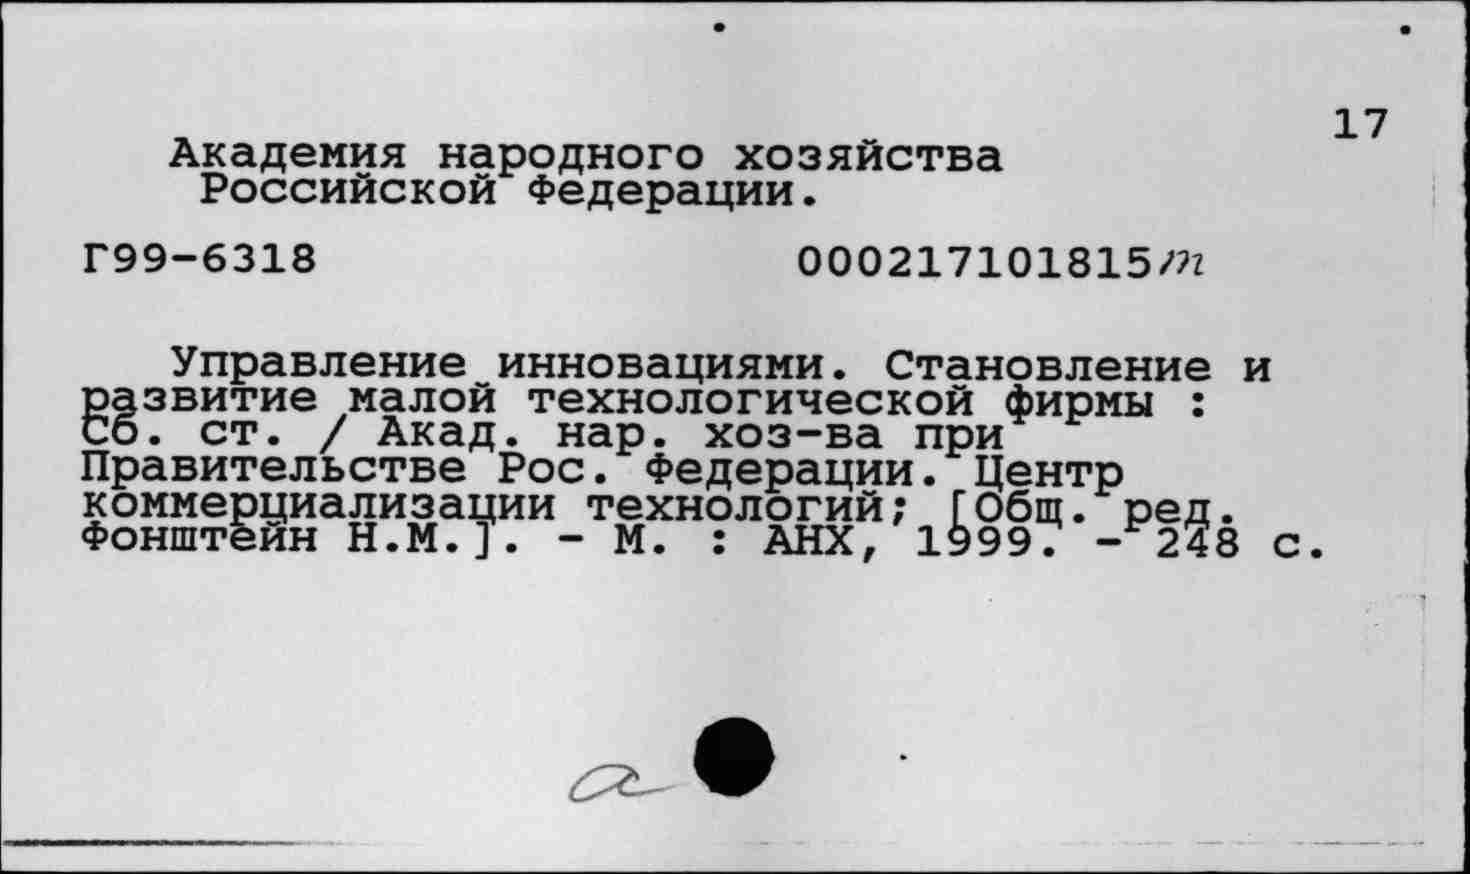 17
Академия народного хозяйства
Российской Федерации.
Г99-6318 000217101815m
Управление инновациями. Становление и
развитие малой технологической фирмы :
Сб. ст. / Акад. нар. хоз-ва при
Правительстве Рос. Федерации. Центр
коммерциализации технологий; [Общ. ред.
Фонштейн Н.М.]. - М. : АНХ, 1999. - 248 с.
а